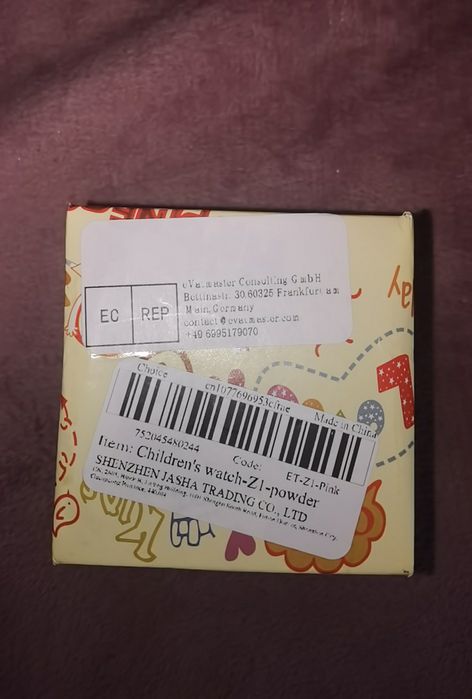 eVatmaster Consulting GmbH
Bettinastr. 30.60325 Frankfurt am
Main,Germany
contact@evatmaster.com
+49 6995179070
EC REP
Choice cn1077696953cfne Made in China
752045480244 Code: ET-Z1-Pink
Item: Children's watch-Z1-powder
SHENZHEN JASHA TRADING CO., LTD